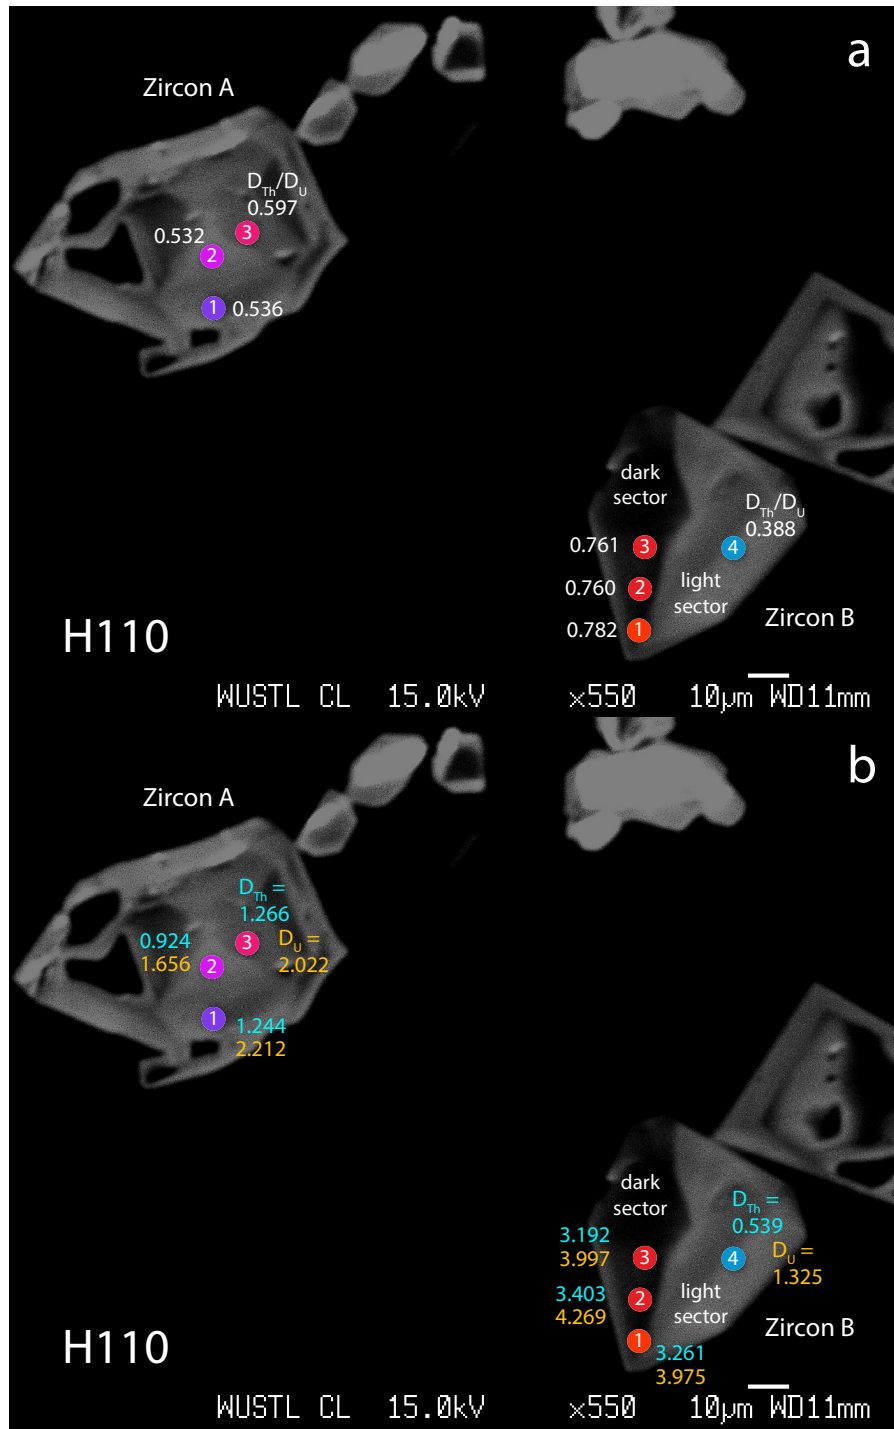 a
Zircon A
D_Th/D_U
0.597
3
0.532
2
1 0.536
dark
sector
D_Th/D_U
0.388
0.761 3
4
0.760 2
light
sector
0.782 1
Zircon B
H110
WUSTL CL 15.0kV x550 10µm WD11mm
b
Zircon A
D_Th =
1.266
0.924
1.656
3
D_U =
2.022
2
1
1.244
2.212
dark
sector
D_Th =
0.539
3.192
3.997
3
4
D_U =
1.325
3.403
4.269
2
light
sector
1
3.261
3.975
Zircon B
H110
WUSTL CL 15.0kV x550 10µm WD11mm